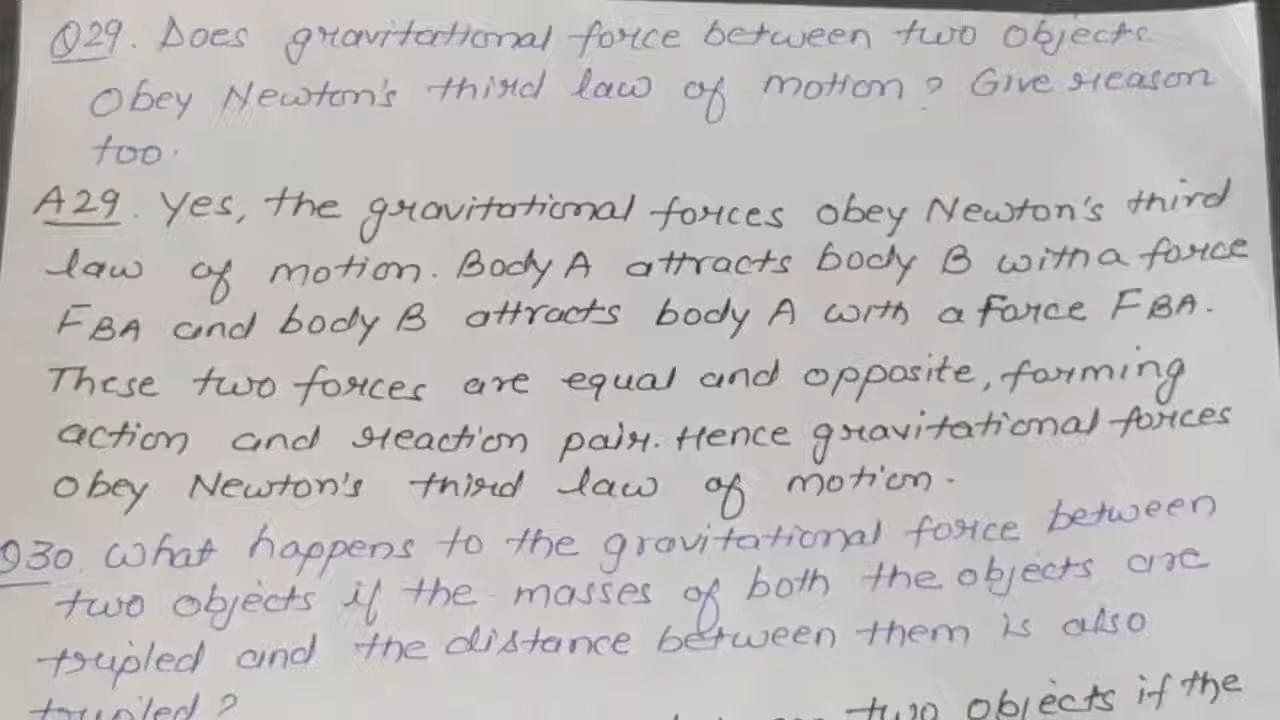 Q29. Does gravitational force between two objects
obey Newton's third law of motion? Give reason
too.
A29. Yes, the gravitational forces obey Newton's third
law of motion. Body A attracts body B with a force
FBA and body B attracts body A with a force FBA.
These two forces are equal and opposite, forming
action and reaction pair. Hence gravitational forces
obey Newton's third law of motion.
Q30. What happens to the gravitational force between
two objects if the masses of both the objects are
tripled and the distance between them is also
tripled?
two objects if the